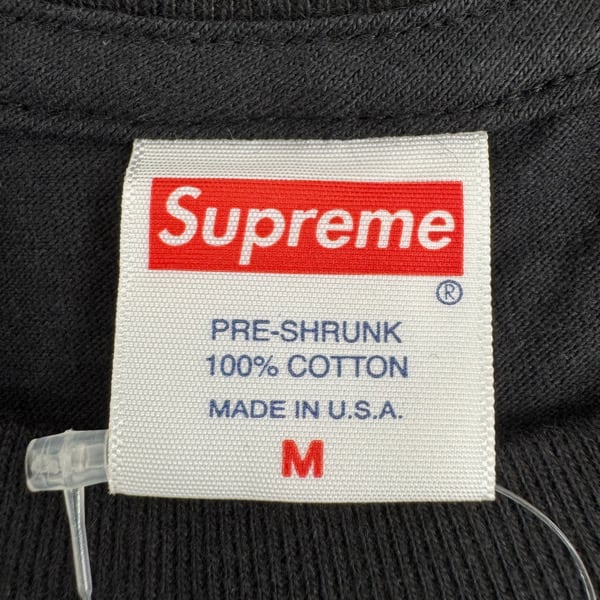 Supreme
®
PRE-SHRUNK
100% COTTON
MADE IN U.S.A.
M